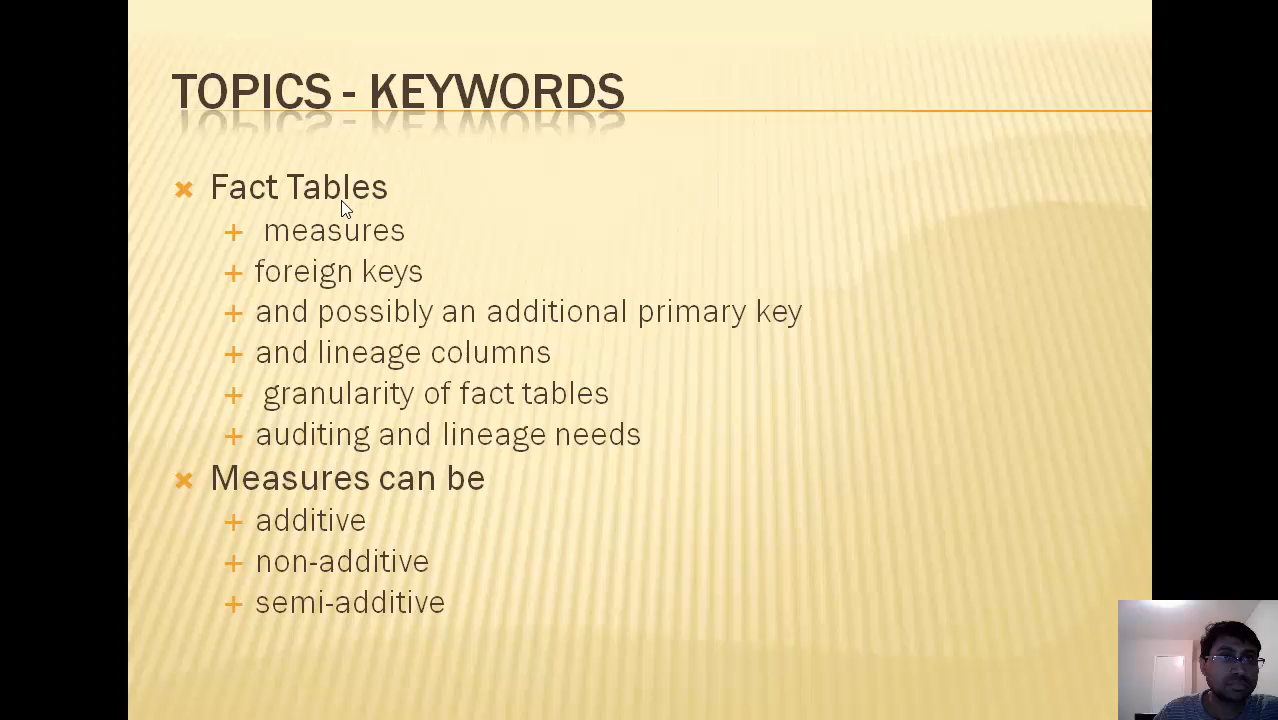 TOPICS - KEYWORDS
Fact Tables
measures
foreign keys
and possibly an additional primary key
and lineage columns
granularity of fact tables
auditing and lineage needs
Measures can be
additive
non-additive
semi-additive